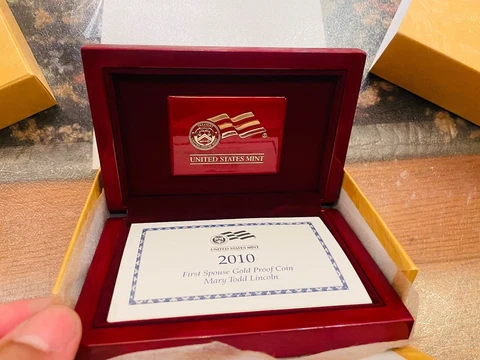 UNITED STATES MINT
UNITED STATES MINT
2010
First Spouse Gold Proof Coin
Mary Todd Lincoln